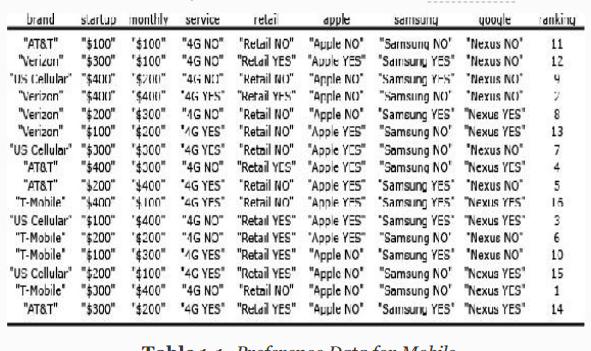 brand startup monthly service retail apple samsung google ranking
"AT&T" "$100" "$100" "4G NO" "Retail NO" "Apple NO" "Samsung NO" "Nexus NO" 11
"Verizon" "$300" "$100" "4G NO" "Retail YES" "Apple YES" "Samsung YES" "Nexus NO" 12
"US Cellular" "$400" "$200" "4G NO" "Retail NO" "Apple NO" "Samsung YES" "Nexus NO" 9
"Verizon" "$400" "$400" "4G YES" "Retail YES" "Apple NO" "Samsung NO" "Nexus NO" 2
"Verizon" "$200" "$300" "4G NO" "Retail NO" "Apple NO" "Samsung YES" "Nexus YES" 8
"Verizon" "$100" "$200" "4G YES" "Retail NO" "Apple YES" "Samsung NO" "Nexus YES" 13
"US Cellular" "$300" "$300" "4G YES" "Retail NO" "Apple YES" "Samsung NO" "Nexus NO" 7
"AT&T" "$400" "$300" "4G NO" "Retail YES" "Apple NO" "Samsung NO" "Nexus YES" 4
"AT&T" "$200" "$400" "4G YES" "Retail NO" "Apple YES" "Samsung YES" "Nexus NO" 5
"T-Mobile" "$400" "$100" "4G YES" "Retail NO" "Apple YES" "Samsung YES" "Nexus YES" 16
"US Cellular" "$100" "$400" "4G NO" "Retail YES" "Apple YES" "Samsung YES" "Nexus YES" 3
"T-Mobile" "$200" "$200" "4G NO" "Retail YES" "Apple YES" "Samsung NO" "Nexus NO" 6
"T-Mobile" "$100" "$300" "4G YES" "Retail YES" "Apple NO" "Samsung YES" "Nexus NO" 10
"US Cellular" "$200" "$100" "4G YES" "Retail YES" "Apple NO" "Samsung NO" "Nexus YES" 15
"T-Mobile" "$300" "$400" "4G NO" "Retail NO" "Apple NO" "Samsung NO" "Nexus YES" 1
"AT&T" "$300" "$200" "4G YES" "Retail YES" "Apple NO" "Samsung YES" "Nexus YES" 14
Preference Data for Mobile